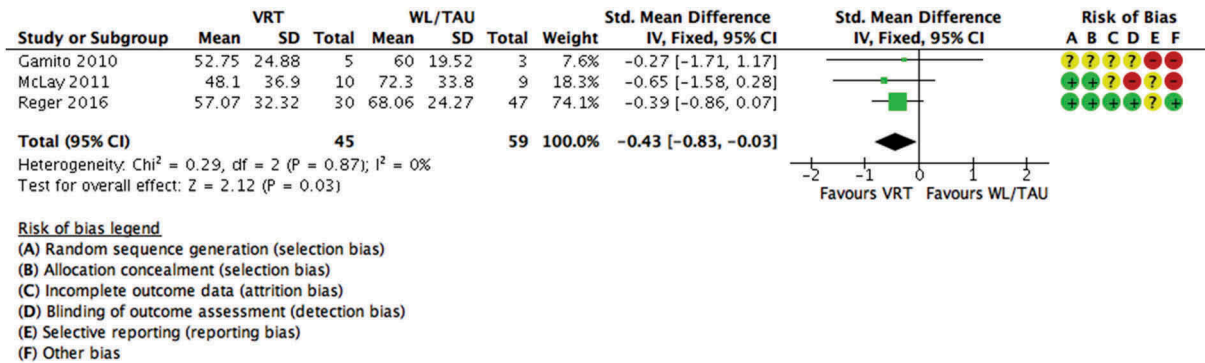 VRT WL/TAU Std. Mean Difference Std. Mean Difference Risk of Bias
Study or Subgroup Mean SD Total Mean SD Total Weight IV, Fixed, 95% CI IV, Fixed, 95% CI A B C D E F
Gamito 2010 52.75 24.88 5 60 19.52 3 7.6% -0.27 [-1.71, 1.17] ? ? ? ? - -
McLay 2011 48.1 36.9 10 72.3 33.8 9 18.3% -0.65 [-1.58, 0.28] + + ? - ? -
Reger 2016 57.07 32.32 30 68.06 24.27 47 74.1% -0.39 [-0.86, 0.07] + + + + ? +
Total (95% CI) 45 59 100.0% -0.43 [-0.83, -0.03]
Heterogeneity: Chi² = 0.29, df = 2 (P = 0.87); I² = 0%
Test for overall effect: Z = 2.12 (P = 0.03)
-2 -1 0 1 2
Favours VRT Favours WL/TAU
Risk of bias legend
(A) Random sequence generation (selection bias)
(B) Allocation concealment (selection bias)
(C) Incomplete outcome data (attrition bias)
(D) Blinding of outcome assessment (detection bias)
(E) Selective reporting (reporting bias)
(F) Other bias